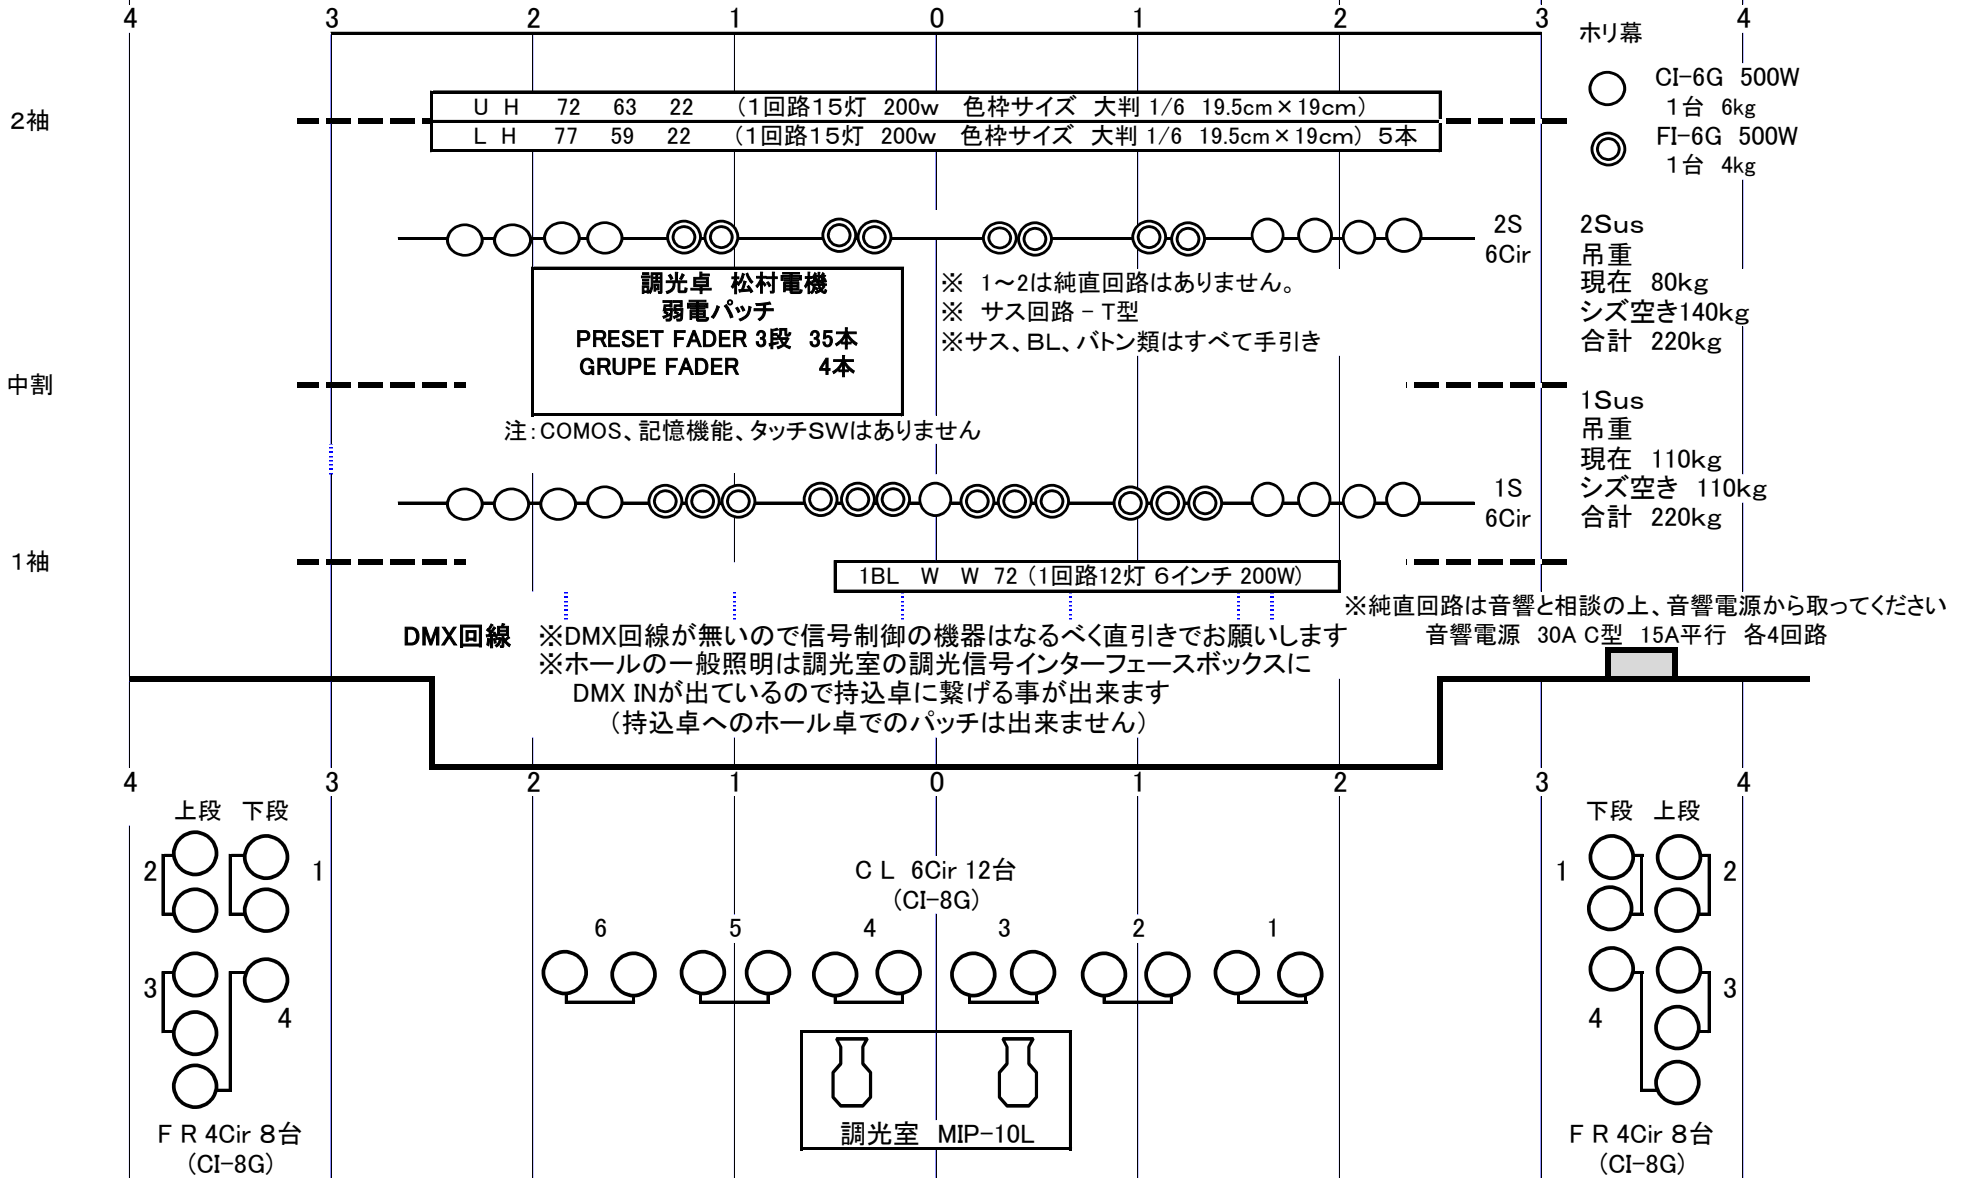 4 3 2 1 0 1 2 3 4
ホリ幕
CI-6G 500W
1台 6kg
FI-6G 500W
1台 4kg
2袖
U H 72 63 22 (1回路15灯 200w 色枠サイズ 大判 1/6 19.5cm×19cm)
L H 77 59 22 (1回路15灯 200w 色枠サイズ 大判 1/6 19.5cm×19cm) 5本
2S
6Cir
2Sus
吊重
現在 80kg
シズ空き140kg
合計 220kg
調光卓 松村電機
弱電パッチ
PRESET FADER 3段 35本
GRUPE FADER 4本
※ 1~2は純直回路はありません。
※ サス回路 - T型
※サス、BL、バトン類はすべて手引き
中割
注:COMOS、記憶機能、タッチSWはありません
1Sus
吊重
現在 110kg
シズ空き 110kg
合計 220kg
1S
6Cir
1袖
1BL W W 72 (1回路12灯 6インチ 200W)
※純直回路は音響と相談の上、音響電源から取ってください
音響電源 30A C型 15A平行 各4回路
DMX回線 ※DMX回線が無いので信号制御の機器はなるべく直引きでお願いします
※ホールの一般照明は調光室の調光信号インターフェースボックスに
DMX INが出ているので持込卓に繋げる事が出来ます
(持込卓へのホール卓でのパッチは出来ません)
4 3 2 1 0 1 2 3 4
上段 下段
2 1
3
4
F R 4Cir 8台
(CI-8G)
C L 6Cir 12台
(CI-8G)
6 5 4 3 2 1
調光室 MIP-10L
下段 上段
1 2
3
4
F R 4Cir 8台
(CI-8G)